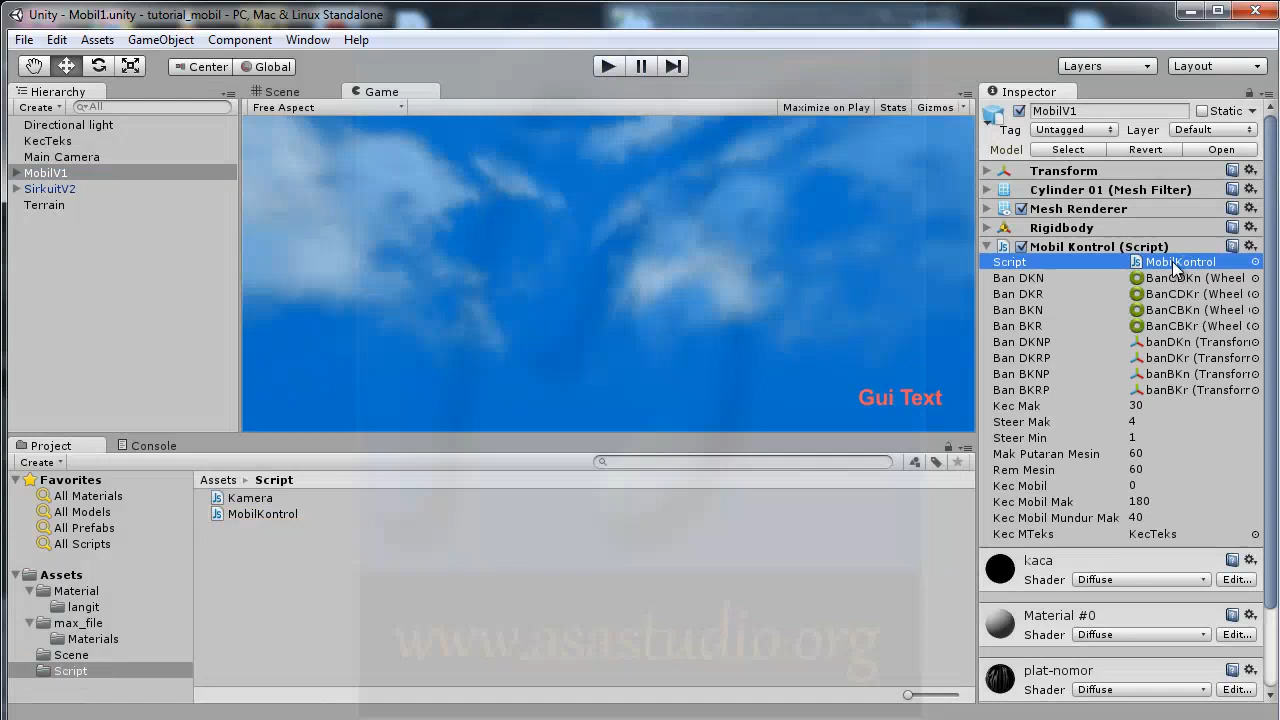 Unity - Mobil1.unity - tutorial_mobil - PC, Mac & Linux Standalone
File Edit Assets GameObject Component Window Help
Center Global Layers Layout
Hierarchy
Create All
Directional light
KecTeks
Main Camera
MobilV1
SirkuitV2
Terrain
Scene Game
Free Aspect Maximize on Play Stats Gizmos
Gui Text
Inspector
MobilV1 Static
Tag Untagged Layer Default
Model Select Revert Open
Transform
Cylinder 01 (Mesh Filter)
Mesh Renderer
Rigidbody
Mobil Kontrol (Script)
Script MobilKontrol
Ban DKN BanCDKn (Wheel
Ban DKR BanCDKr (Wheel
Ban BKN BanCBKn (Wheel
Ban BKR BanCBKr (Wheel
Ban DKNP banDKn (Transform
Ban DKRP banDKr (Transform
Ban BKNP banBKn (Transform
Ban BKRP banBKr (Transform
Kec Mak 30
Steer Mak 4
Steer Min 1
Mak Putaran Mesin 60
Rem Mesin 60
Kec Mobil 0
Kec Mobil Mak 180
Kec Mobil Mundur Mak 40
Kec MTeks KecTeks
kaca
Shader Diffuse Edit...
Material #0
Shader Diffuse Edit...
plat-nomor
Shader Diffuse Edit...
Project Console
Create
Favorites
All Materials
All Models
All Prefabs
All Scripts
Assets
Material
langit
max_file
Materials
Scene
Script
Assets Script
Kamera
MobilKontrol
www.asastudio.org